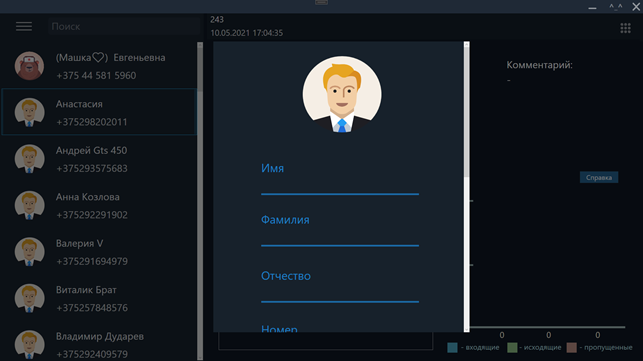 ^_^
Поиск
243
10.05.2021 17:04:35
(Машка♡) Евгеньевна
+375 44 581 5960
Анастасия
+375298202011
Андрей Gts 450
+375293575683
Анна Козлова
+375292291902
Валерия V
+375291694979
Виталик Брат
+375257848576
Владимир Дударев
+375292409579
Имя
Фамилия
Отчество
Номер
Комментарий:
-
Справка
0 0 0
- входящие - исходящие - пропущенные